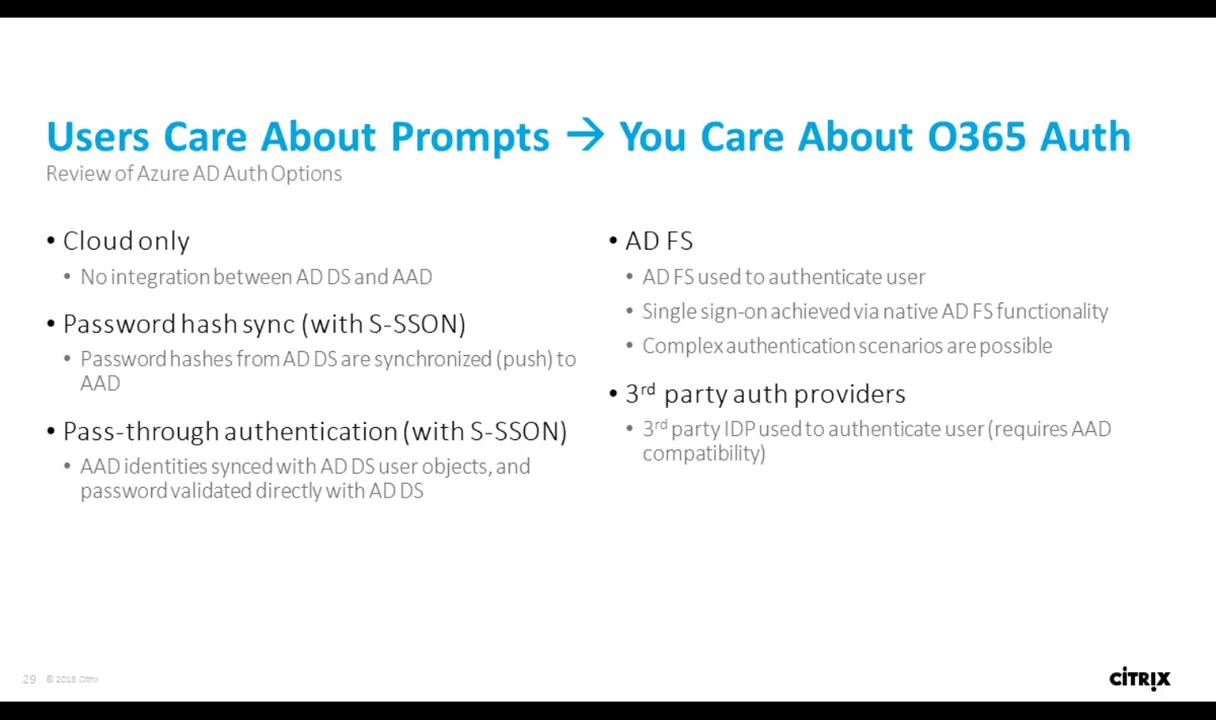 Users Care About Prompts → You Care About O365 Auth
Review of Azure AD Auth Options
• Cloud only
• No integration between AD DS and AAD
• Password hash sync (with S-SSON)
• Password hashes from AD DS are synchronized (push) to
AAD
• Pass-through authentication (with S-SSON)
• AAD identities synced with AD DS user objects, and
password validated directly with AD DS
• AD FS
• AD FS used to authenticate user
• Single sign-on achieved via native AD FS functionality
• Complex authentication scenarios are possible
• 3rd party auth providers
• 3rd party IDP used to authenticate user (requires AAD
compatibility)
29 © 2018 Citrix
CİTRIX